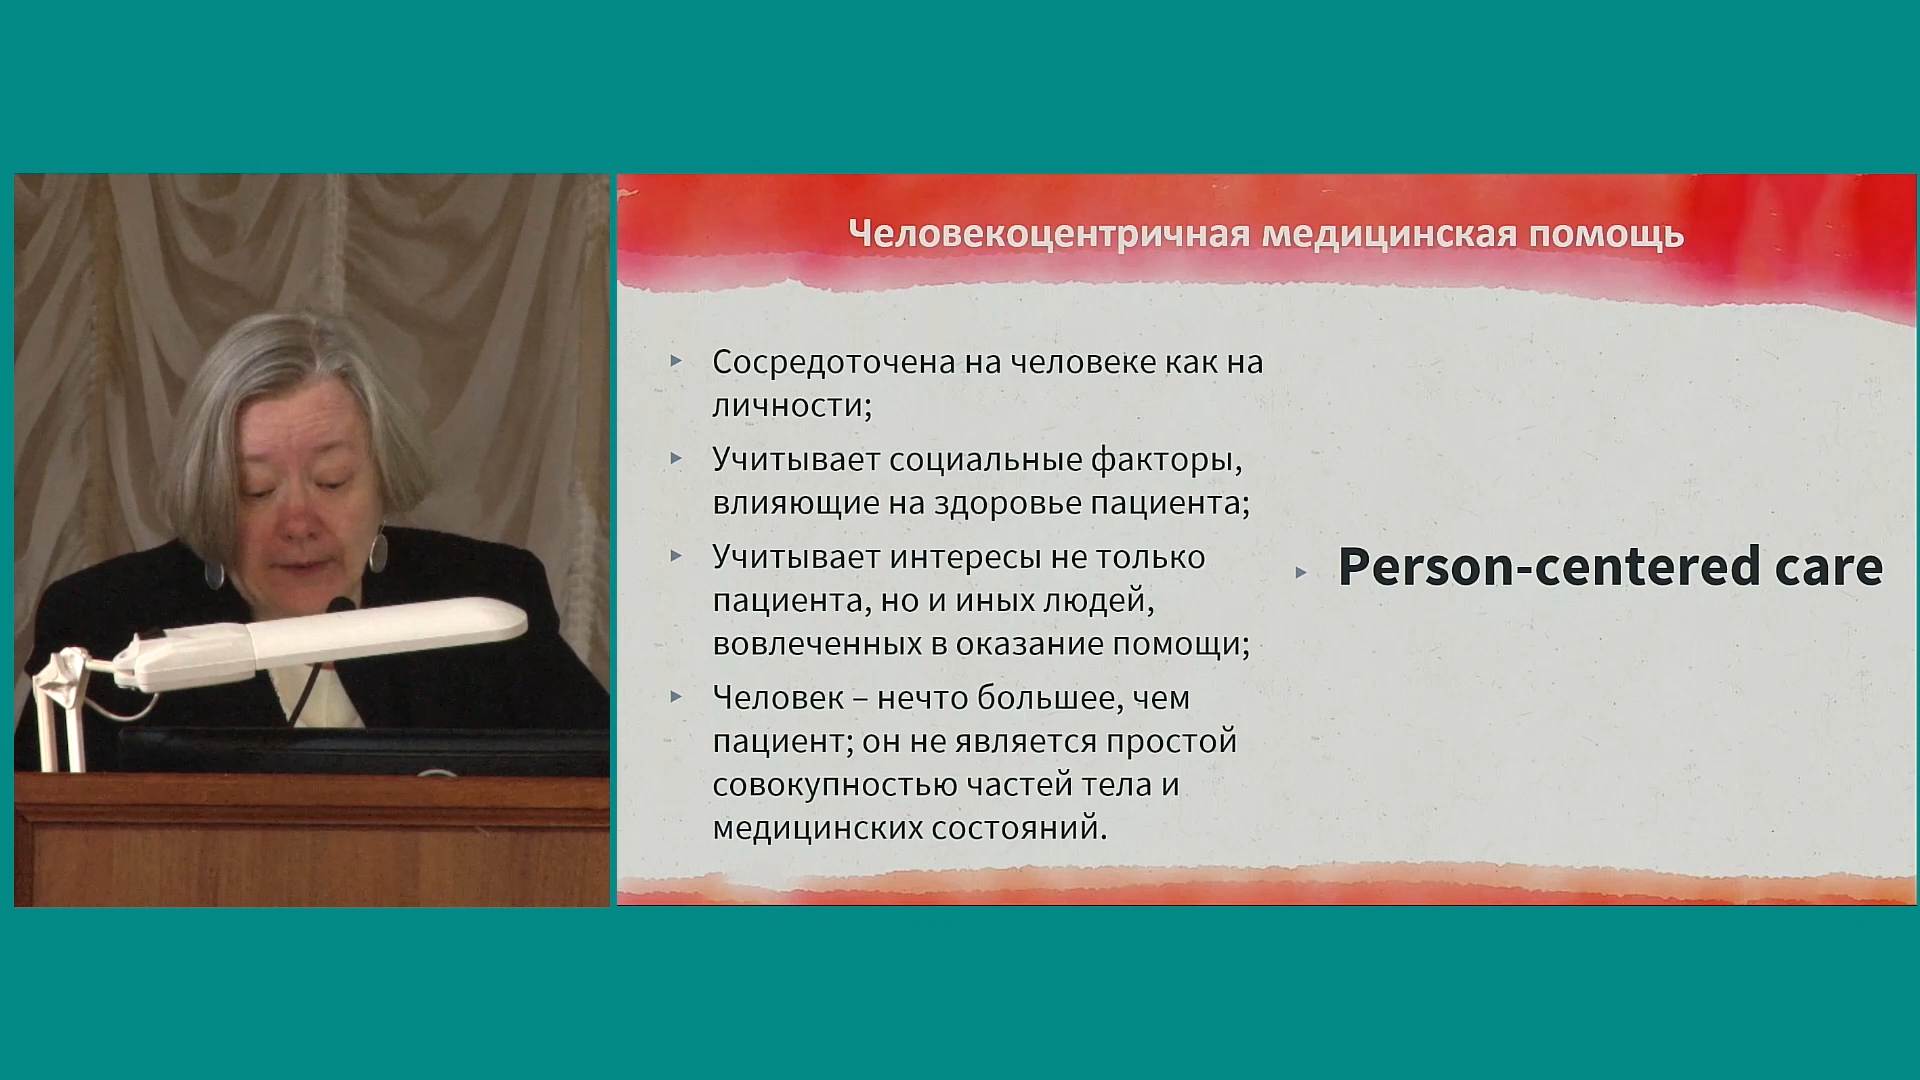 Человекоцентричная медицинская помощь
Сосредоточена на человеке как на
личности;
Учитывает социальные факторы,
влияющие на здоровье пациента;
Учитывает интересы не только
пациента, но и иных людей,
вовлеченных в оказание помощи;
Человек – нечто большее, чем
пациент; он не является простой
совокупностью частей тела и
медицинских состояний.
Person-centered care